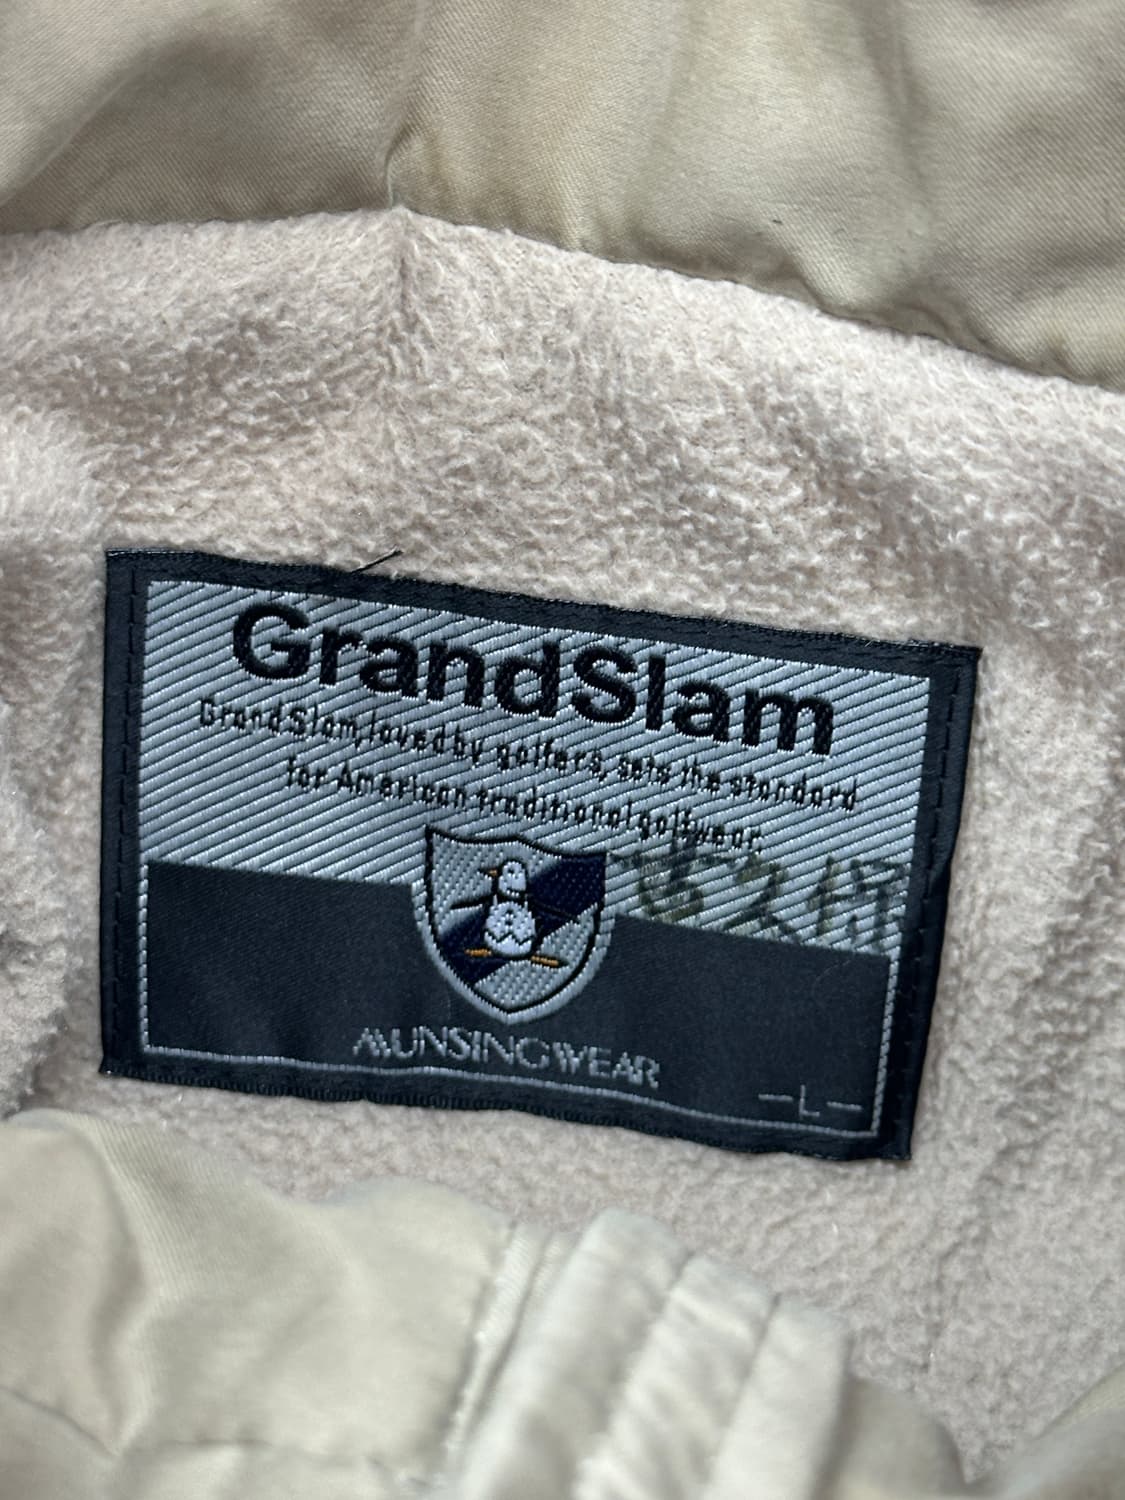 GrandSlam
GrandSlam, loved by golfers, sets the standard
for American traditional golfwear.
MUNSINGWEAR
—L—